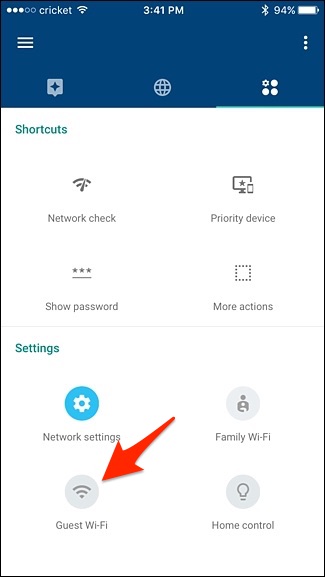 cricket 3:41 PM 94%
Shortcuts
Network check Priority device
***
Show password More actions
Settings
Network settings Family Wi-Fi
Guest Wi-Fi Home control